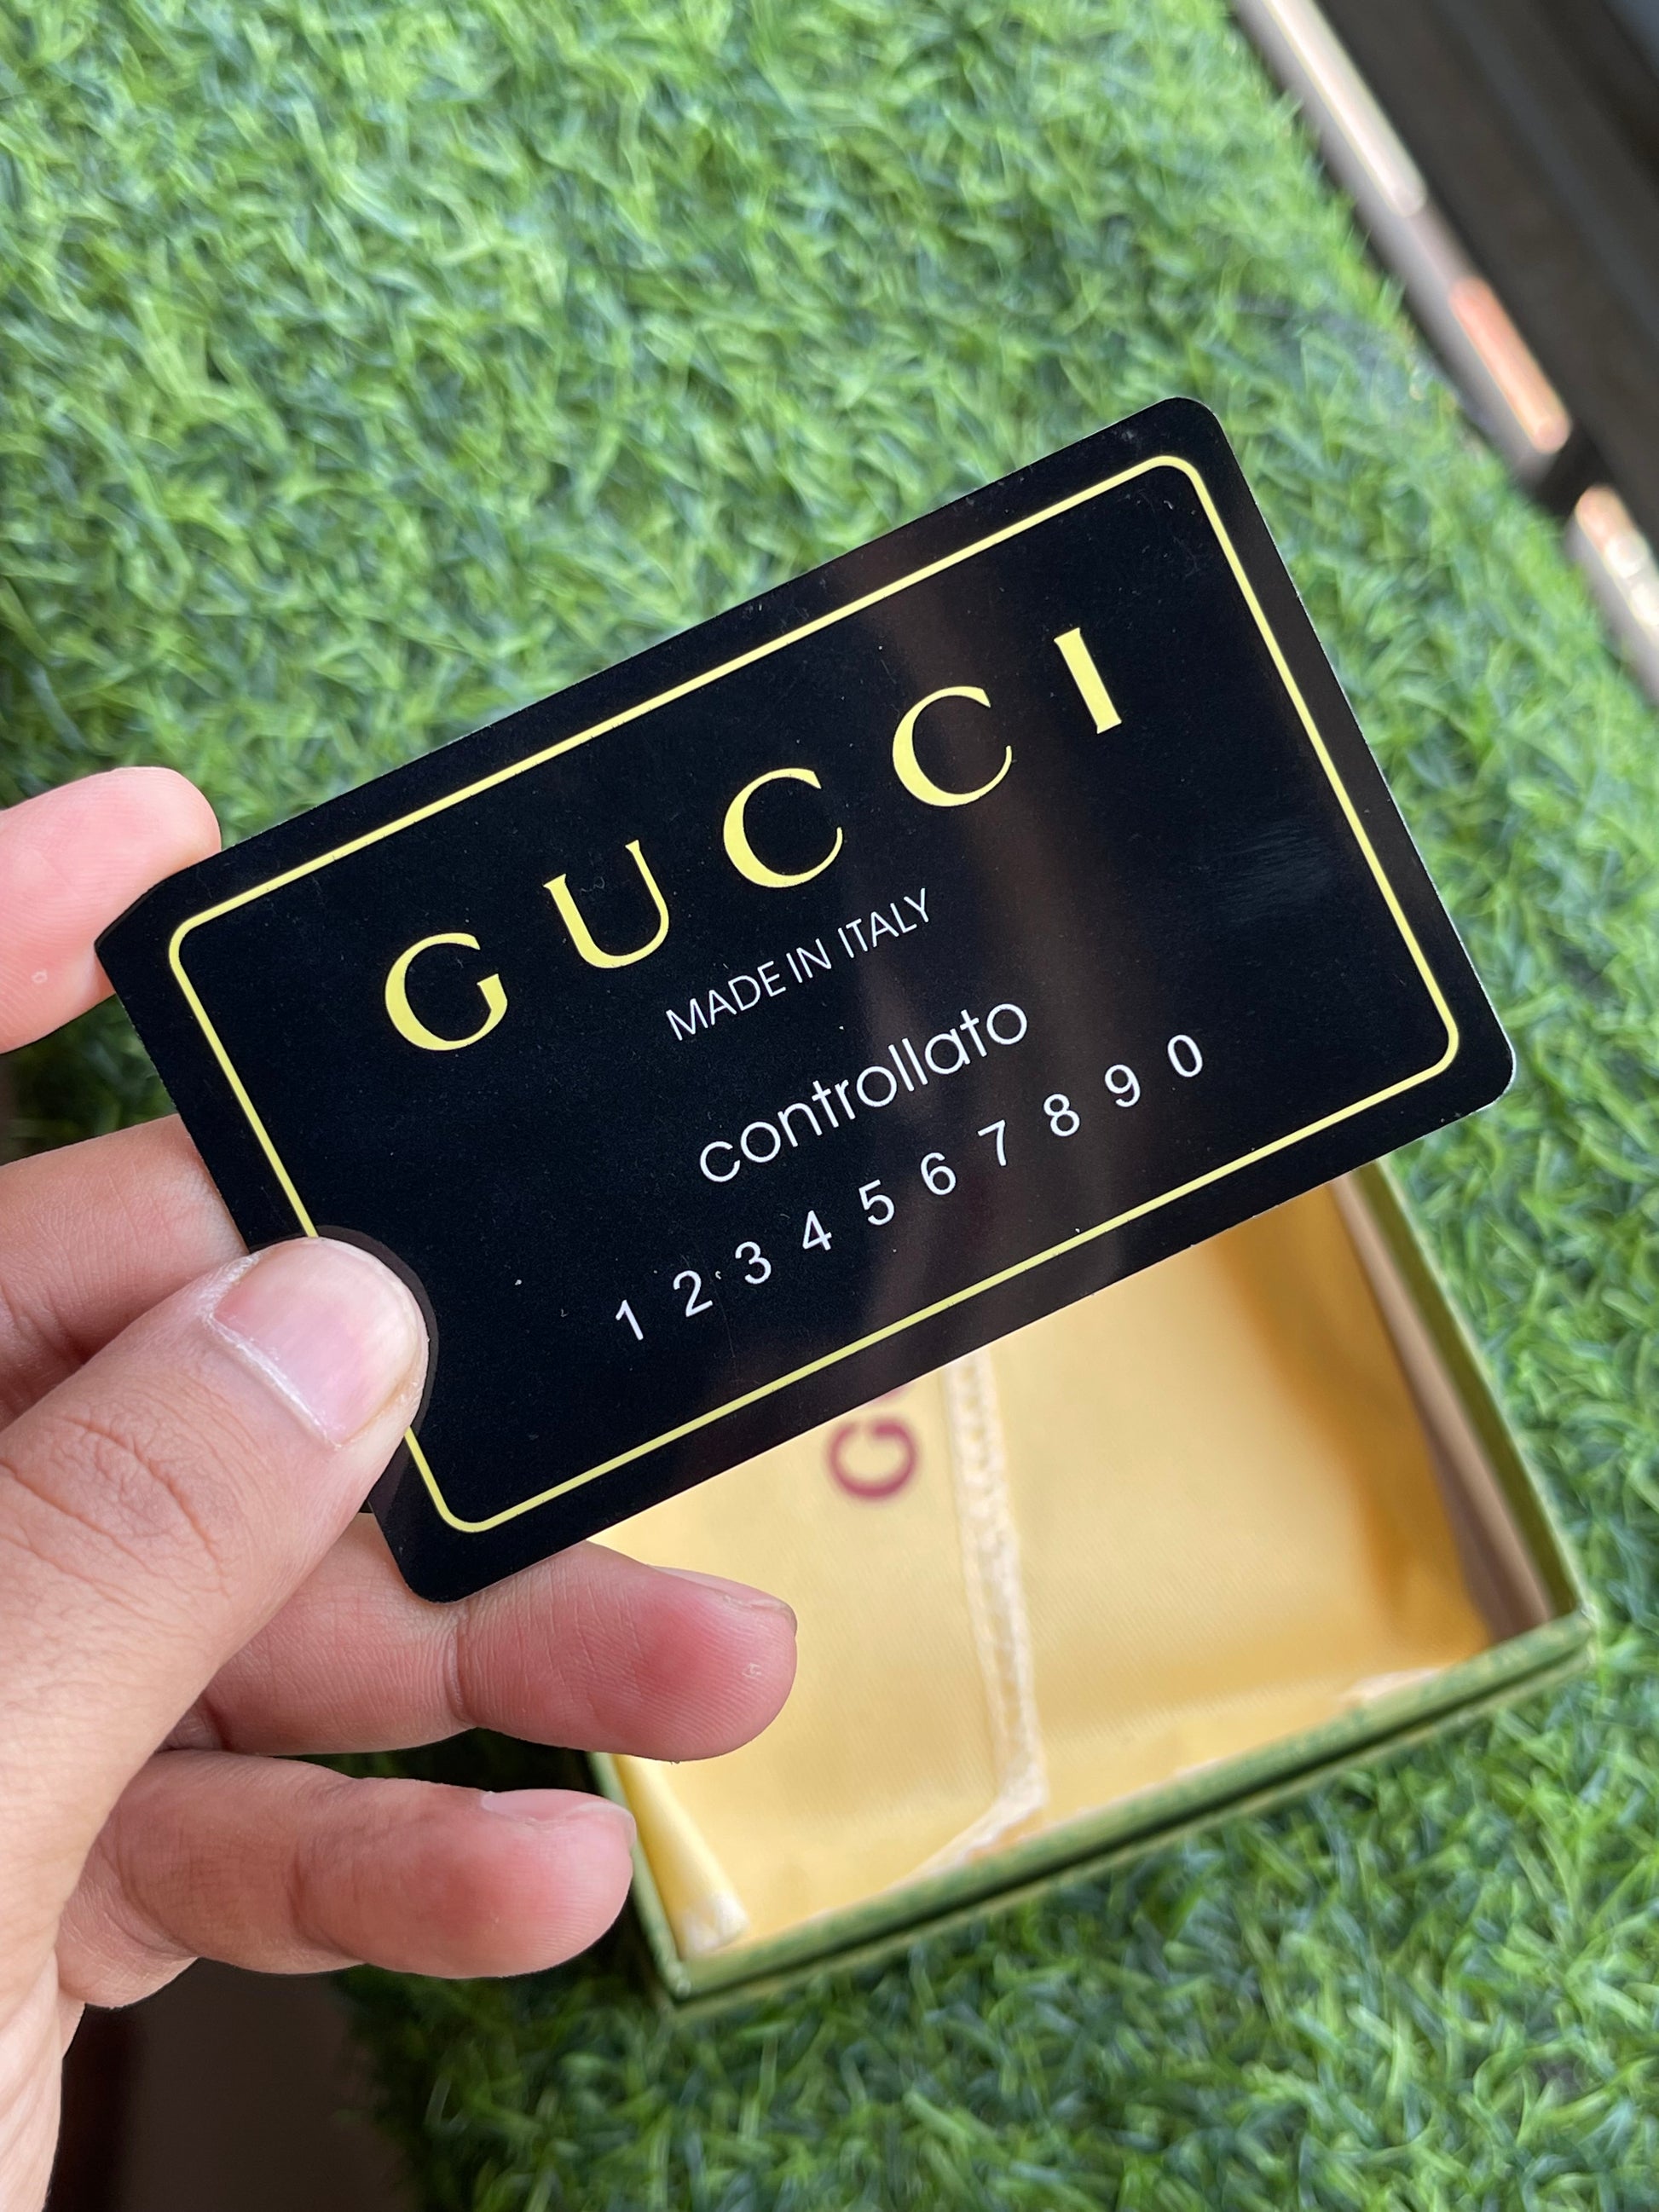 GUCCI
MADE IN ITALY
controllato
1 2 3 4 5 6 7 8 9 0
G